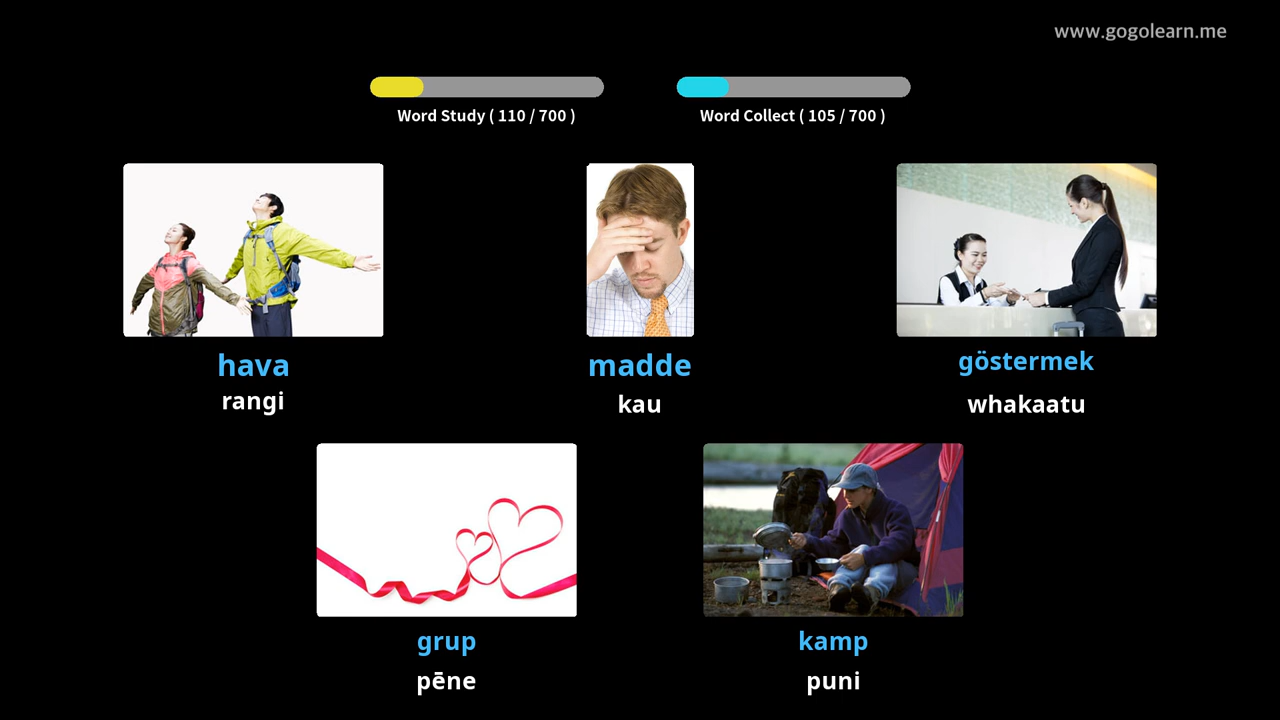 www.gogolearn.me
Word Study ( 110 / 700 )
Word Collect ( 105 / 700 )
hava
rangi
madde
kau
göstermek
whakaatu
grup
pēne
kamp
puni